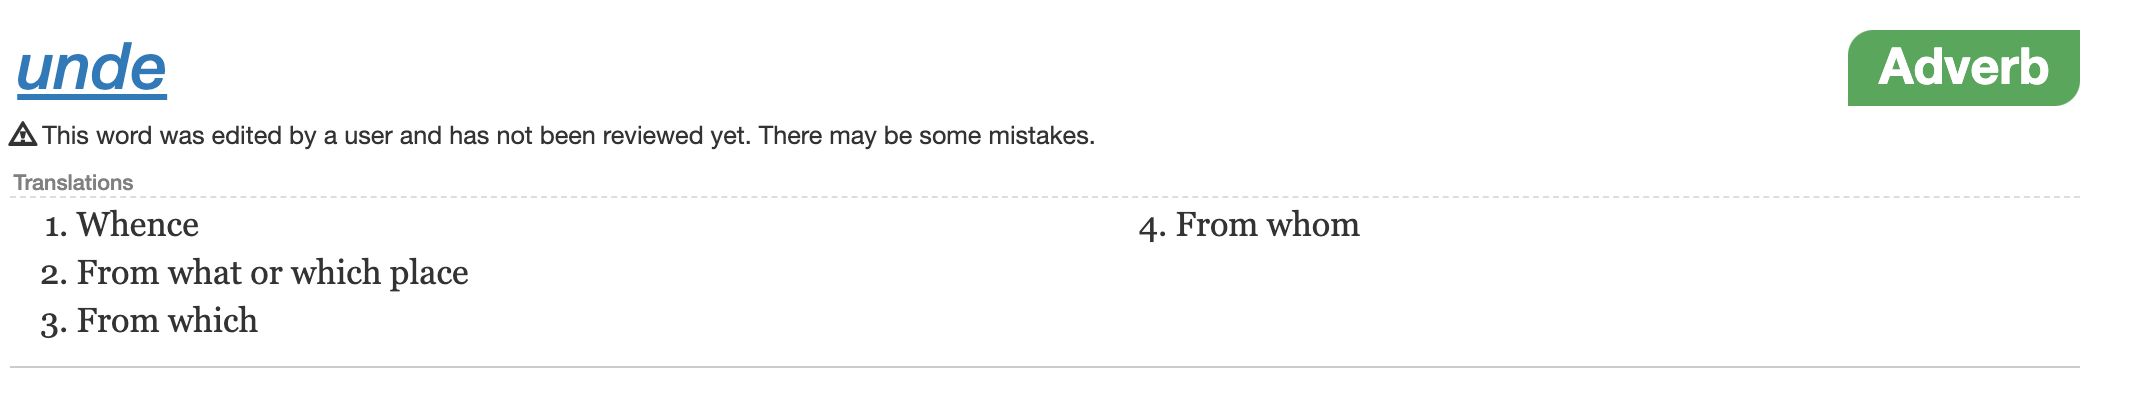 unde
Adverb
This word was edited by a user and has not been reviewed yet. There may be some mistakes.
Translations
1. Whence
2. From what or which place
3. From which
4. From whom